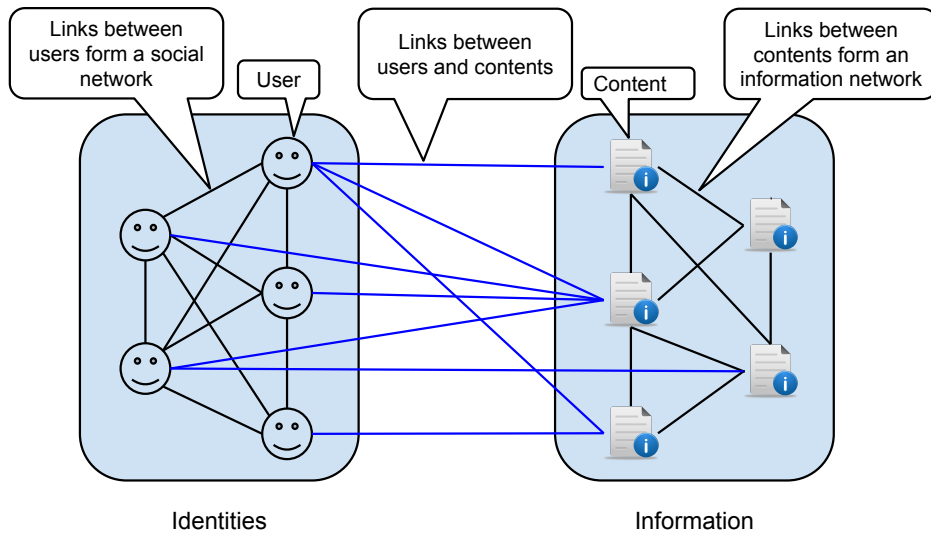 Links between
users form a social
network
User
Links between
users and contents
Content
Links between
contents form an
information network
i
i
i
i
i
Identities
Information